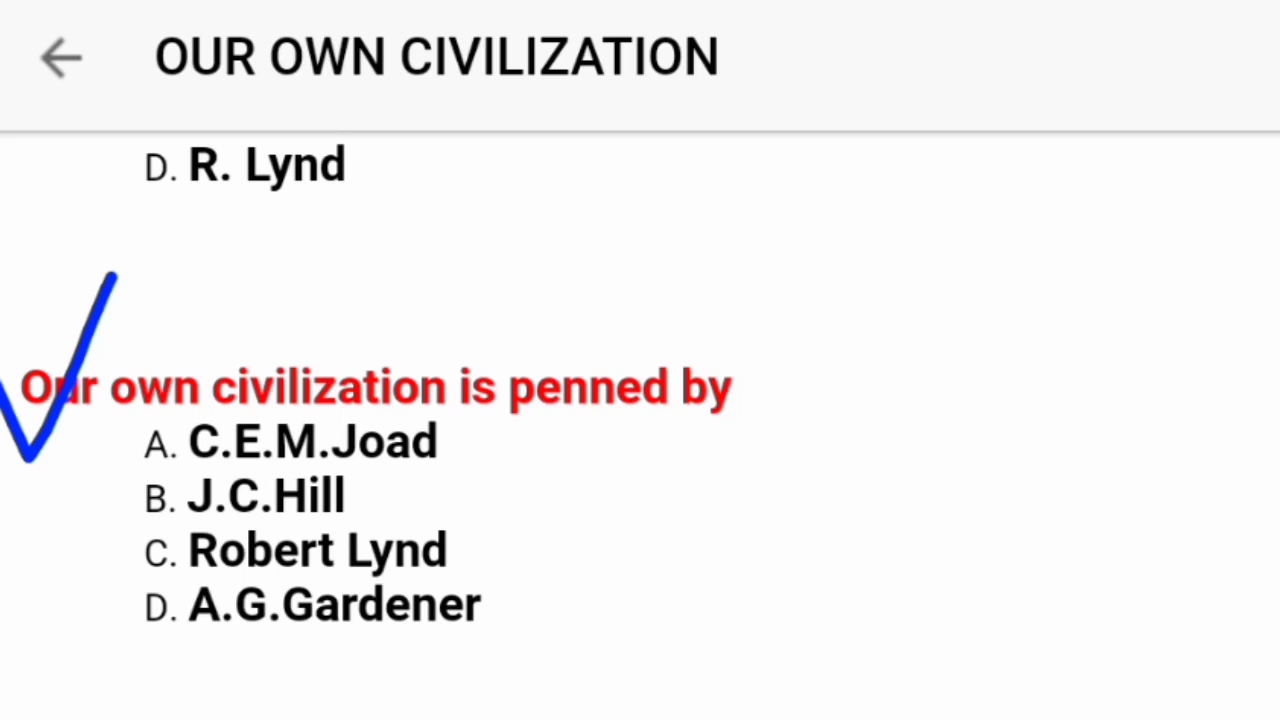 OUR OWN CIVILIZATION
D. R. Lynd
Our own civilization is penned by
A. C.E.M.Joad
B. J.C.Hill
C. Robert Lynd
D. A.G.Gardener